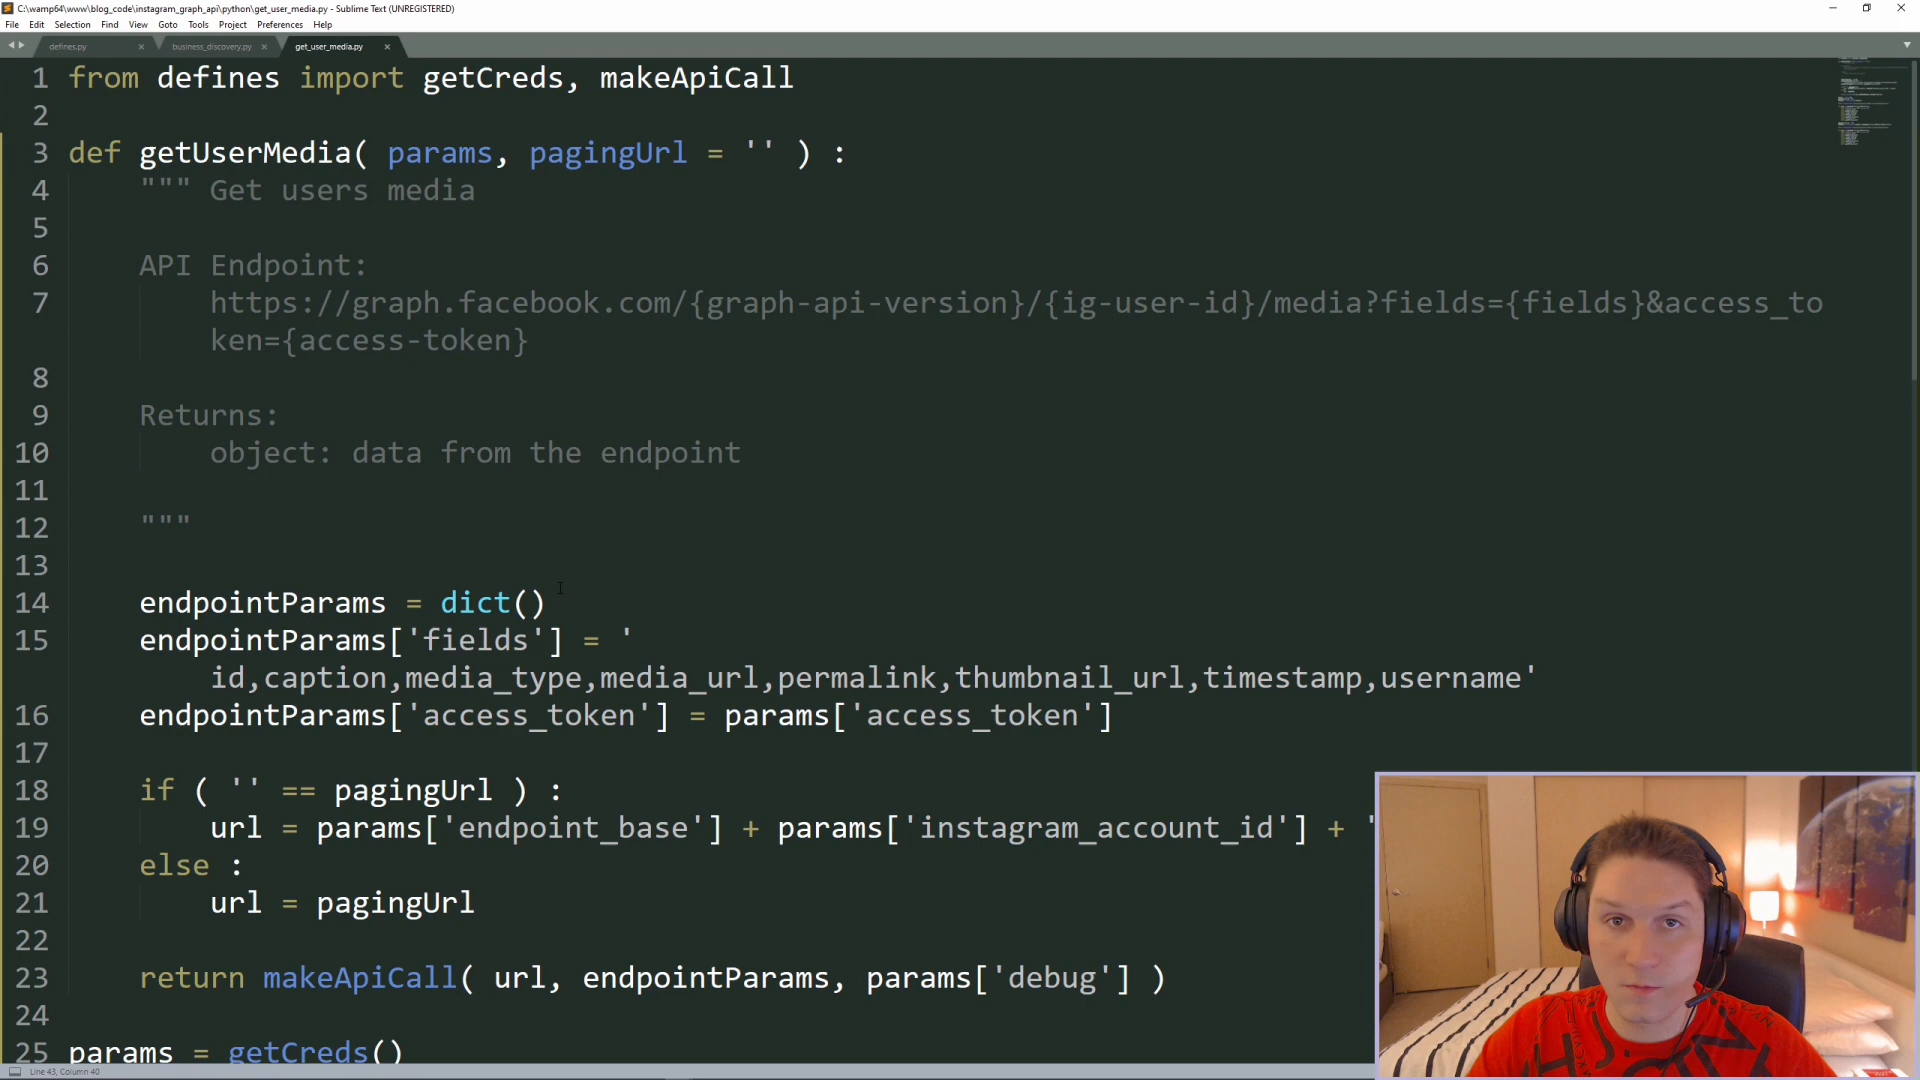 C:\wamp64\www\blog_code\instagram_graph_api\python\get_user_media.py - Sublime Text (UNREGISTERED)
File Edit Selection Find View Goto Tools Project Preferences Help
defines.py business_discovery.py get_user_media.py
1 from defines import getCreds, makeApiCall
2
3 def getUserMedia( params, pagingUrl = '' ) :
4 """ Get users media
5
6 API Endpoint:
7 https://graph.facebook.com/{graph-api-version}/{ig-user-id}/media?fields={fields}&access_to
ken={access-token}
8
9 Returns:
10 object: data from the endpoint
11
12 """
13
14 endpointParams = dict()
15 endpointParams['fields'] = '
id,caption,media_type,media_url,permalink,thumbnail_url,timestamp,username'
16 endpointParams['access_token'] = params['access_token']
17
18 if ( '' == pagingUrl ) :
19 url = params['endpoint_base'] + params['instagram_account_id'] + '
20 else :
21 url = pagingUrl
22
23 return makeApiCall( url, endpointParams, params['debug'] )
24
25 params = getCreds()
Line 43, Column 40